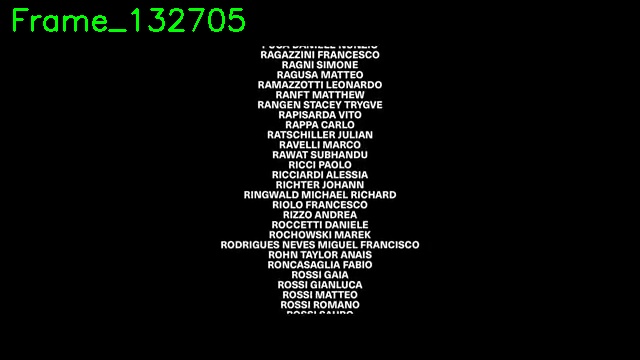 Frame_132705
RAGAZZINI FRANCESCO
RAGNI SIMONE
RAGUSA MATTEO
RAMAZZOTTI LEONARDO
RANFT MATTHEW
RANGEN STACEY TRYGVE
RAPISARDA VITO
RAPPA CARLO
RATSCHILLER JULIAN
RAVELLI MARCO
RAWAT SUBHANDU
RICCI PAOLO
RICCIARDI ALESSIA
RICHTER JOHANN
RINGWALD MICHAEL RICHARD
RIOLO FRANCESCO
RIZZO ANDREA
ROCCETTI DANIELE
ROCHOWSKI MAREK
RODRIGUES NEVES MIGUEL FRANCISCO
ROHN TAYLOR ANAIS
RONCASAGLIA FABIO
ROSSI GAIA
ROSSI GIANLUCA
ROSSI MATTEO
ROSSI ROMANO